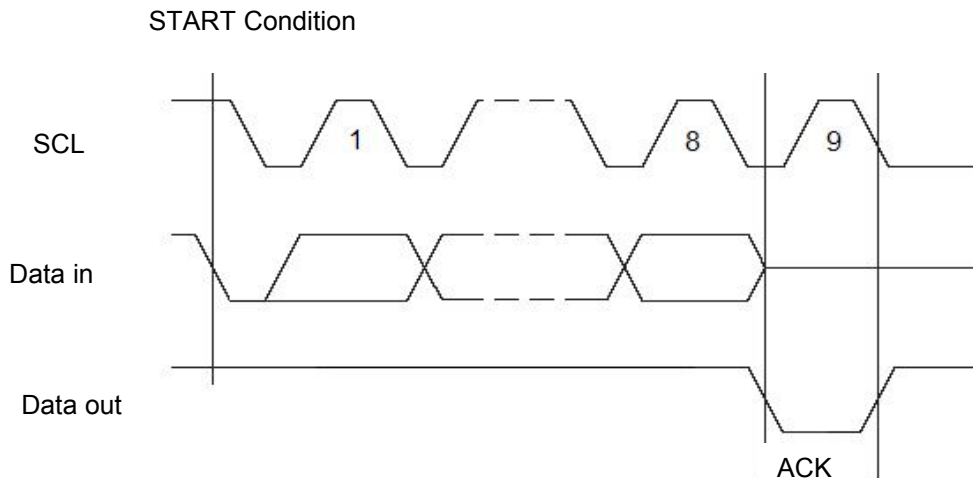 START Condition
SCL
1
8
9
Data in
Data out
ACK